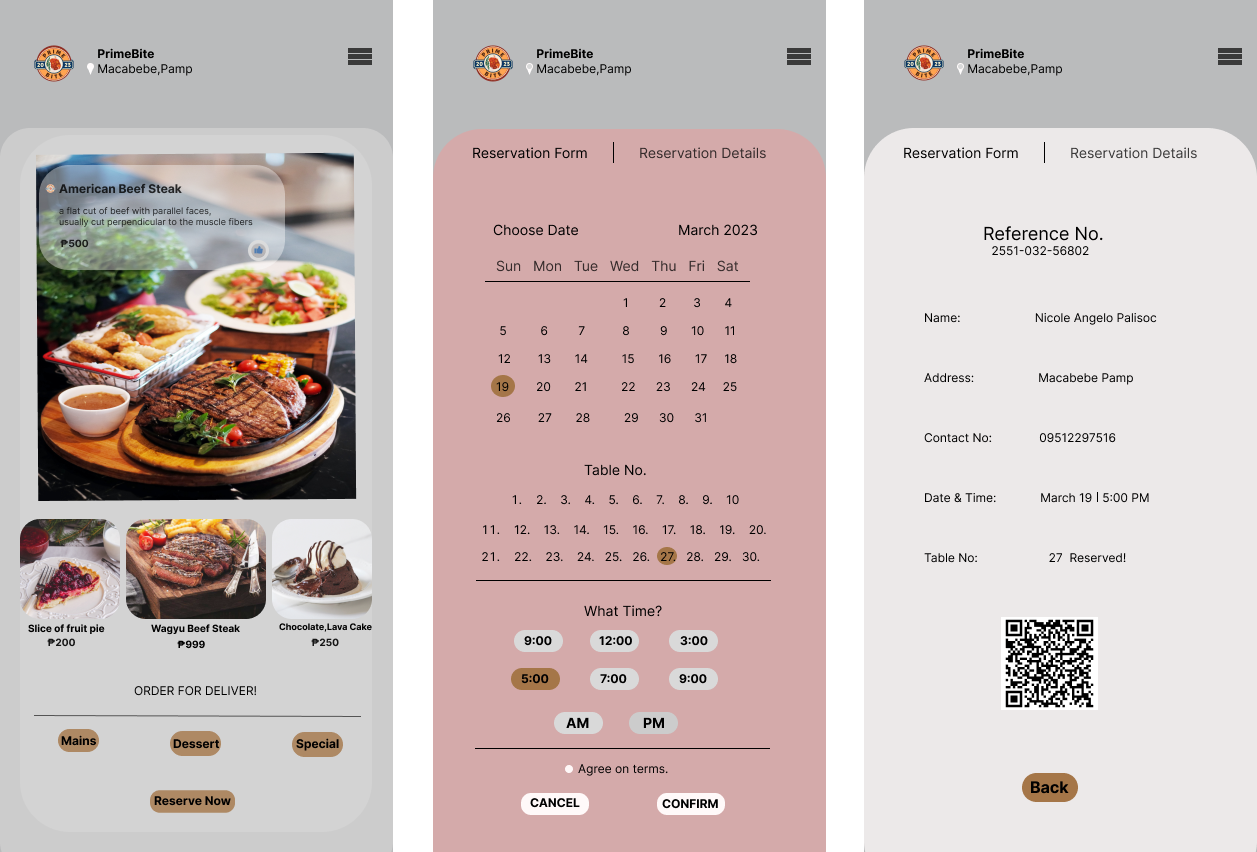 PRIME
2023
BITE
PrimeBite
Macabebe,Pamp
American Beef Steak
a flat cut of beef with parallel faces,
usually cut perpendicular to the muscle fibers
₱500
Slice of fruit pie
₱200
Wagyu Beef Steak
₱999
Chocolate,Lava Cake
₱250
ORDER FOR DELIVER!
Mains Dessert Special
Reserve Now
PRIME
2023
BITE
PrimeBite
Macabebe,Pamp
Reservation Form Reservation Details
Choose Date March 2023
Sun Mon Tue Wed Thu Fri Sat
1 2 3 4
5 6 7 8 9 10 11
12 13 14 15 16 17 18
19 20 21 22 23 24 25
26 27 28 29 30 31
Table No.
1. 2. 3. 4. 5. 6. 7. 8. 9. 10
11. 12. 13. 14. 15. 16. 17. 18. 19. 20.
21. 22. 23. 24. 25. 26. 27. 28. 29. 30.
What Time?
9:00 12:00 3:00
5:00 7:00 9:00
AM PM
Agree on terms.
CANCEL CONFIRM
PRIME
2023
BITE
PrimeBite
Macabebe,Pamp
Reservation Form Reservation Details
Reference No.
2551-032-56802
Name: Nicole Angelo Palisoc
Address: Macabebe Pamp
Contact No: 09512297516
Date & Time: March 19 | 5:00 PM
Table No: 27 Reserved!
Back